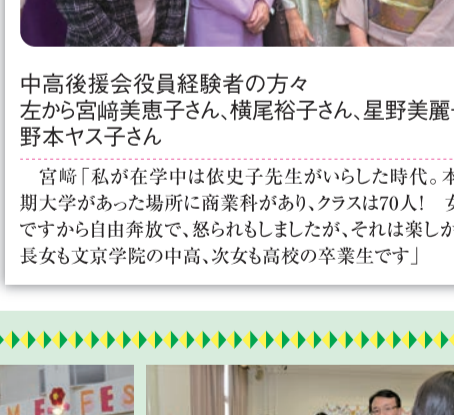 中高後援会役員経験者の方々
左から宮﨑美恵子さん、横尾裕子さん、星野美麗
野本ヤス子さん
宮﨑「私が在学中は依史子先生がいらした時代。本
期大学があった場所に商業科があり、クラスは70人！　女
ですから自由奔放で、怒られもしましたが、それは楽しか
長女も文京学院の中高、次女も高校の卒業生です」
M FES